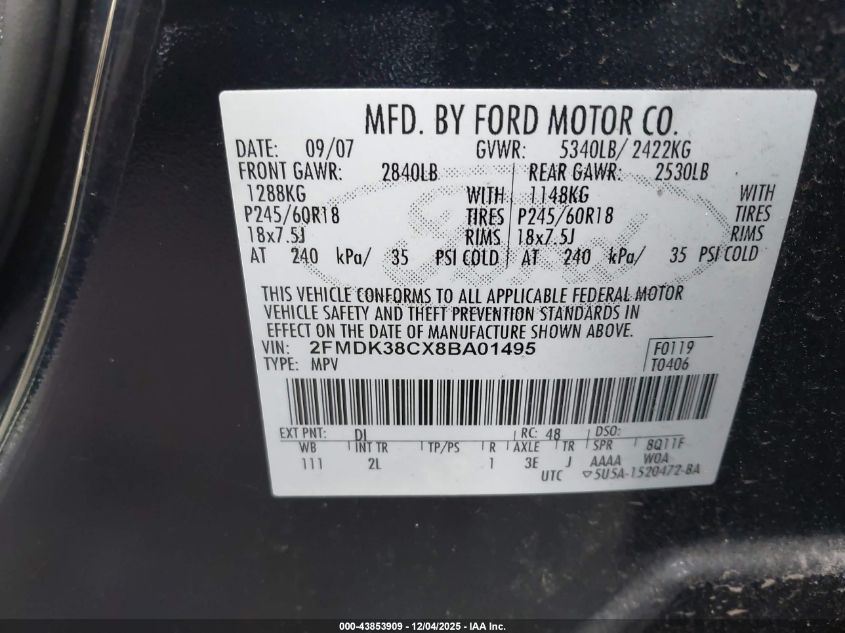 MFD. BY FORD MOTOR CO.
DATE: 09/07 GVWR: 5340LB/ 2422KG
FRONT GAWR: 2840LB REAR GAWR: 2530LB
1288KG WITH 1148KG WITH
P245/60R18 TIRES P245/60R18 TIRES
18x7.5J RIMS 18x7.5J RIMS
AT 240 kPa/ 35 PSI COLD AT 240 kPa/ 35 PSI COLD
THIS VEHICLE CONFORMS TO ALL APPLICABLE FEDERAL MOTOR
VEHICLE SAFETY AND THEFT PREVENTION STANDARDS IN
EFFECT ON THE DATE OF MANUFACTURE SHOWN ABOVE.
VIN: 2FMDK38CX8BA01495 F0119
TYPE: MPV T0406
EXT PNT: DI RC: 48 DSO:
WB INT TR TP/PS R AXLE TR SPR 8Q11F
111 2L 1 3E J AAAA W0A
UTC ▽5U5A-1520472-BA
000-43853909 - 12/04/2025 - IAA Inc.